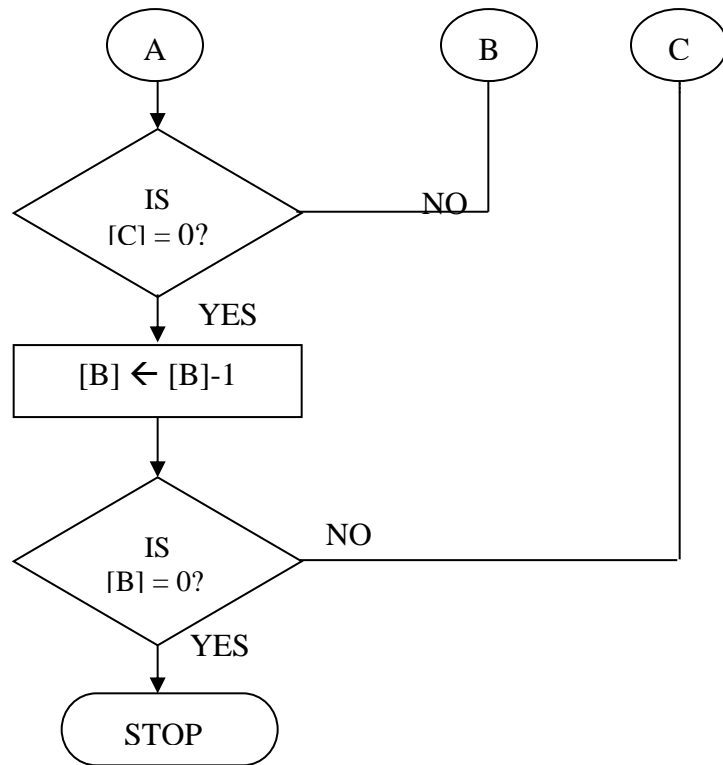 A
B
C
IS
[C] = 0?
NO
YES
[B] ← [B]-1
IS
[B] = 0?
NO
YES
STOP